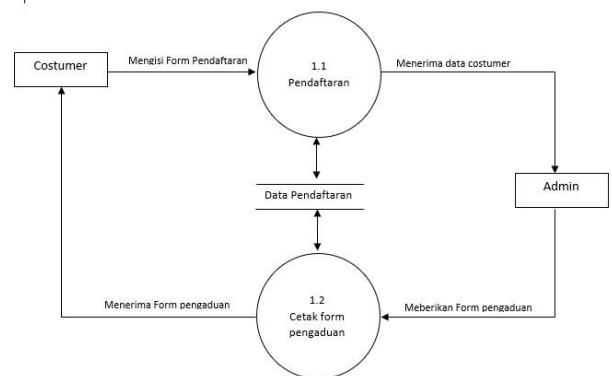 Costumer
Mengisi Form Pendaftaran
1.1
Pendaftaran
Menerima data costumer
Admin
Data Pendaftaran
Menerima Form pengaduan
1.2
Cetak form
pengaduan
Meberikan Form pengaduan